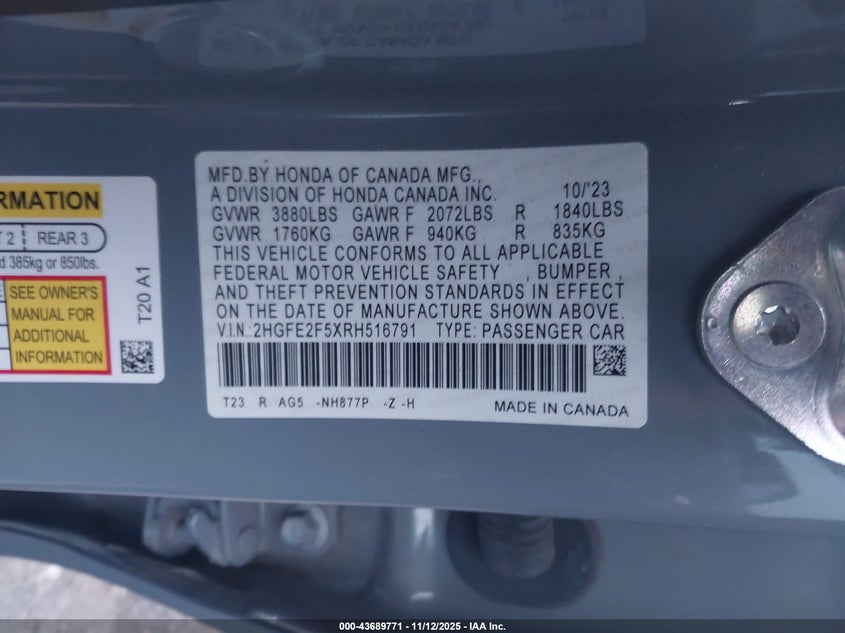 RMATION
T 2 REAR 3
d 385kg or 850lbs.
SEE OWNER'S
MANUAL FOR
ADDITIONAL
INFORMATION
T20 A1
MFD.BY HONDA OF CANADA MFG.,
A DIVISION OF HONDA CANADA INC. 10/'23
GVWR 3880LBS GAWR F 2072LBS R 1840LBS
GVWR 1760KG GAWR F 940KG R 835KG
THIS VEHICLE CONFORMS TO ALL APPLICABLE
FEDERAL MOTOR VEHICLE SAFETY , BUMPER ,
AND THEFT PREVENTION STANDARDS IN EFFECT
ON THE DATE OF MANUFACTURE SHOWN ABOVE.
V.I.N.:2HGFE2F5XRH516791 TYPE: PASSENGER CAR
T23 R AG5 -NH877P -Z -H
MADE IN CANADA
000-43689771 - 11/12/2025 - IAA Inc.